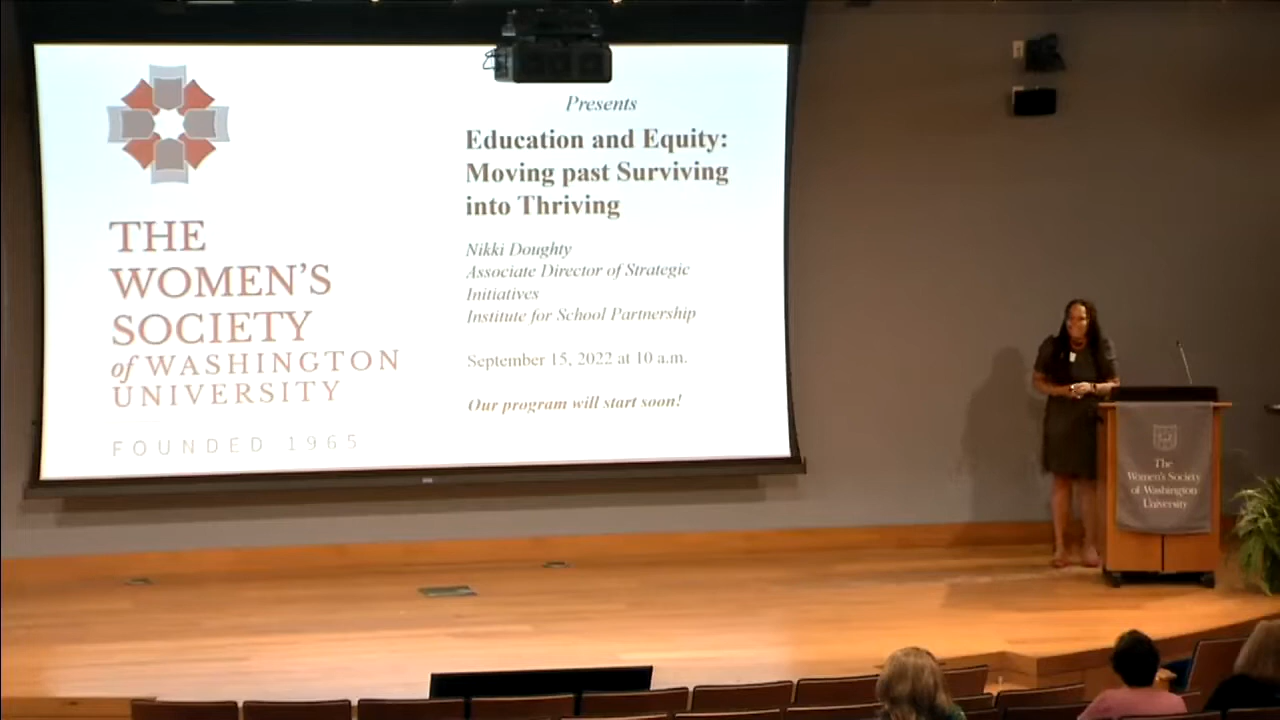 THE
WOMEN'S
SOCIETY
of WASHINGTON
UNIVERSITY
FOUNDED 1965
Presents
Education and Equity:
Moving past Surviving
into Thriving
Nikki Doughty
Associate Director of Strategic
Initiatives
Institute for School Partnership
September 15, 2022 at 10 a.m.
Our program will start soon!
The
Women's Society
of Washington
University